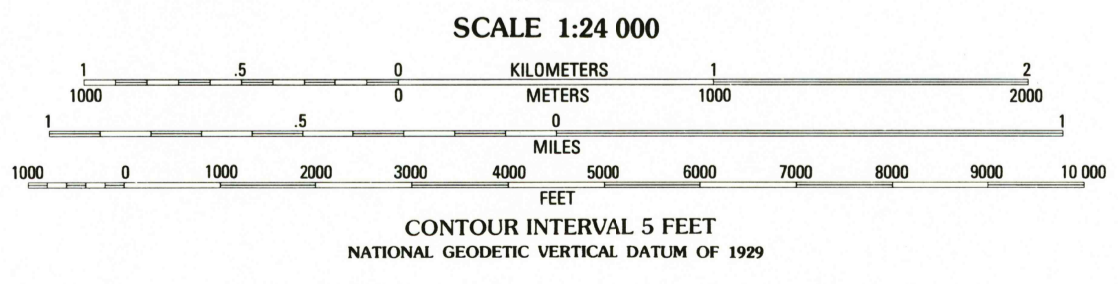 SCALE 1:24 000
1 .5 0 KILOMETERS 1 2
1000 0 METERS 1000 2000
1 .5 0 1
MILES
1000 0 1000 2000 3000 4000 5000 6000 7000 8000 9000 10 000
FEET
CONTOUR INTERVAL 5 FEET
NATIONAL GEODETIC VERTICAL DATUM OF 1929